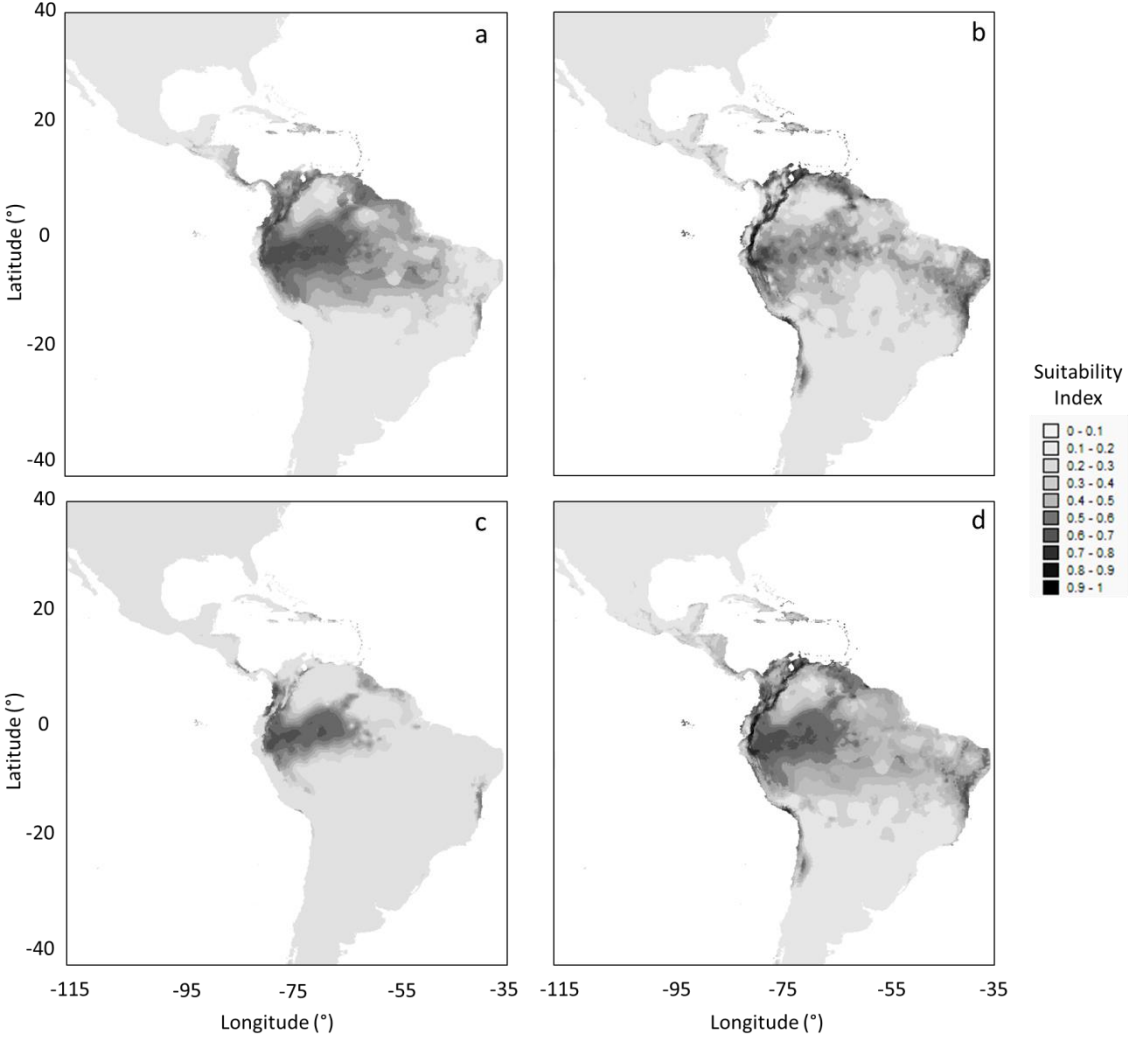 40
a
b
20
0
-20
-40
Latitude (°)
Suitability
Index
0 - 0.1
0.1 - 0.2
0.2 - 0.3
0.3 - 0.4
0.4 - 0.5
0.5 - 0.6
0.6 - 0.7
0.7 - 0.8
0.8 - 0.9
0.9 - 1
40
c
d
20
0
-20
-40
Latitude (°)
-115 -95 -75 -55 -35 -115 -95 -75 -55 -35
Longitude (°) Longitude (°)